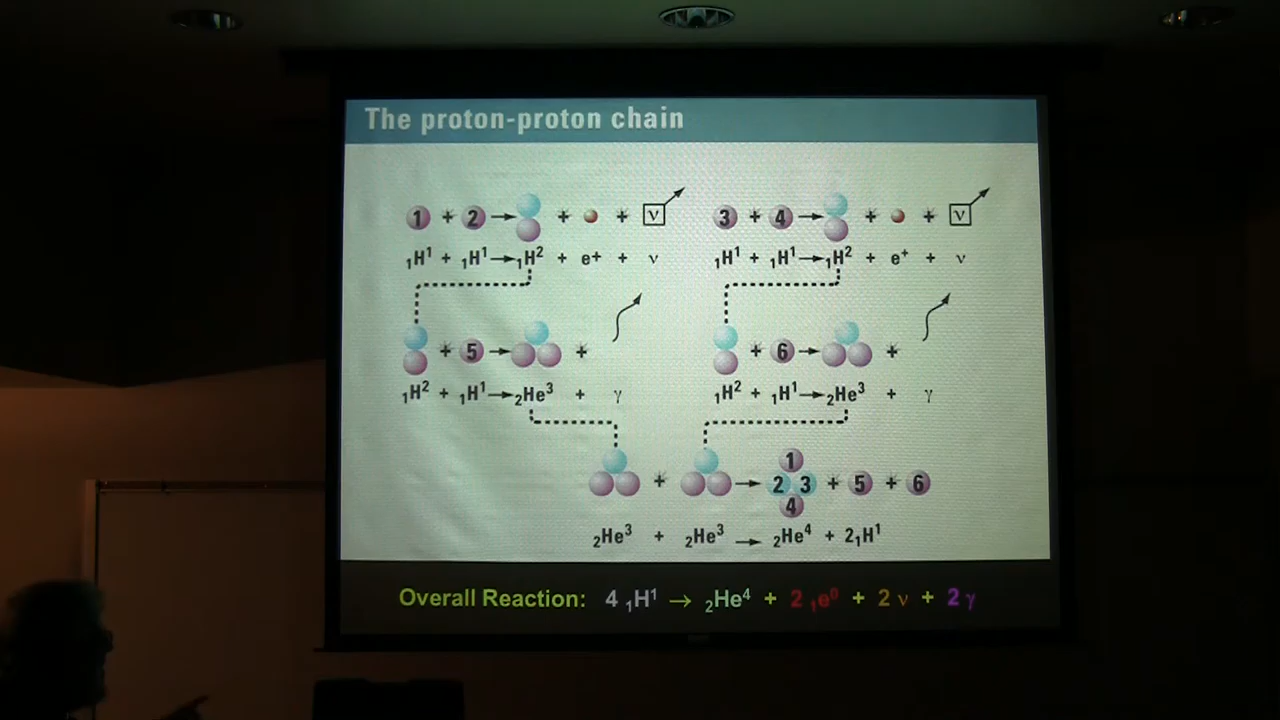 The proton-proton chain
1 + 2 → + + ν
3 + 4 → + + ν
₁H¹ + ₁H¹ → ₁H² + e+ + ν
₁H¹ + ₁H¹ → ₁H² + e⁺ + ν
+ 5 → +
+ 6 → +
₁H² + ₁H¹ → ₂He³ + γ
₁H² + ₁H¹ → ₂He³ + γ
+ → 1 2 3 4 + 5 + 6
₂He³ + ₂He³ → ₂He⁴ + 2₁H¹
Overall Reaction: 4 ₁H¹ → ₂He⁴ + 2 ₁e⁰ + 2 ν + 2 γ